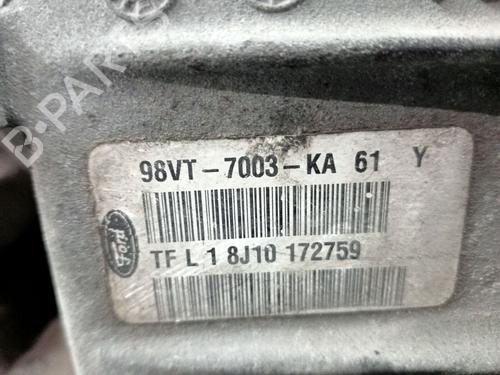 B-PARTS
98VT-7003-KA 61 Y
Ford
TF L 1 8J10 172759